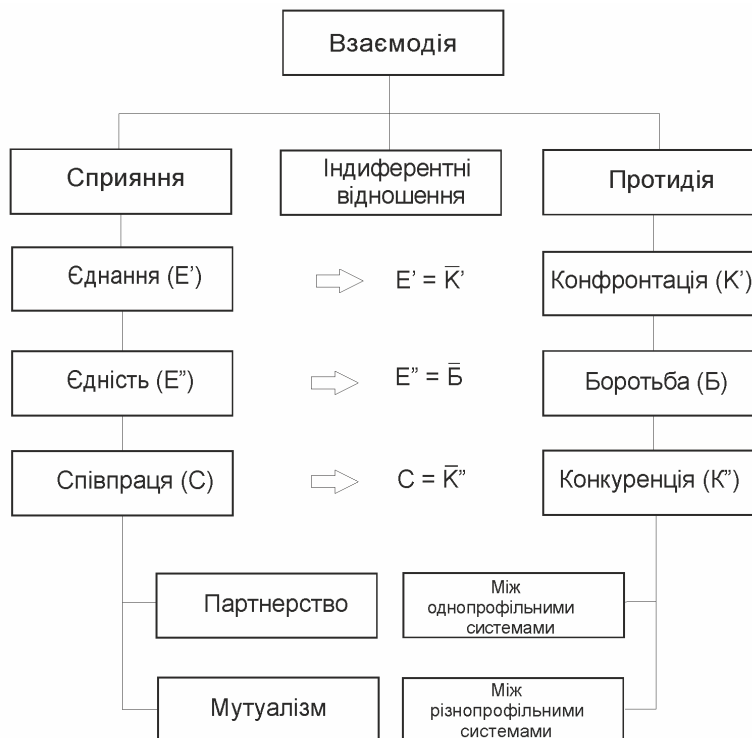 Взаємодія
Сприяння
Індиферентні
відношення
Протидія
Єднання (Е’)
Е’ = K̅’
Конфронтація (К’)
Єдність (Е”)
Е” = Б̅
Боротьба (Б)
Співпраця (С)
С = K̅”
Конкуренція (К”)
Партнерство
Між
однопрофільними
системами
Мутуалізм
Між
різнопрофільними
системами